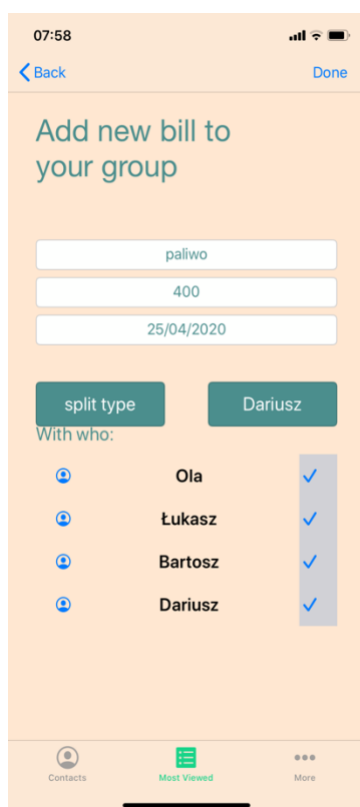 07:58
Back
Done
Add new bill to
your group
paliwo
400
25/04/2020
split type
Dariusz
With who:
Ola
Łukasz
Bartosz
Dariusz
Contacts
Most Viewed
More